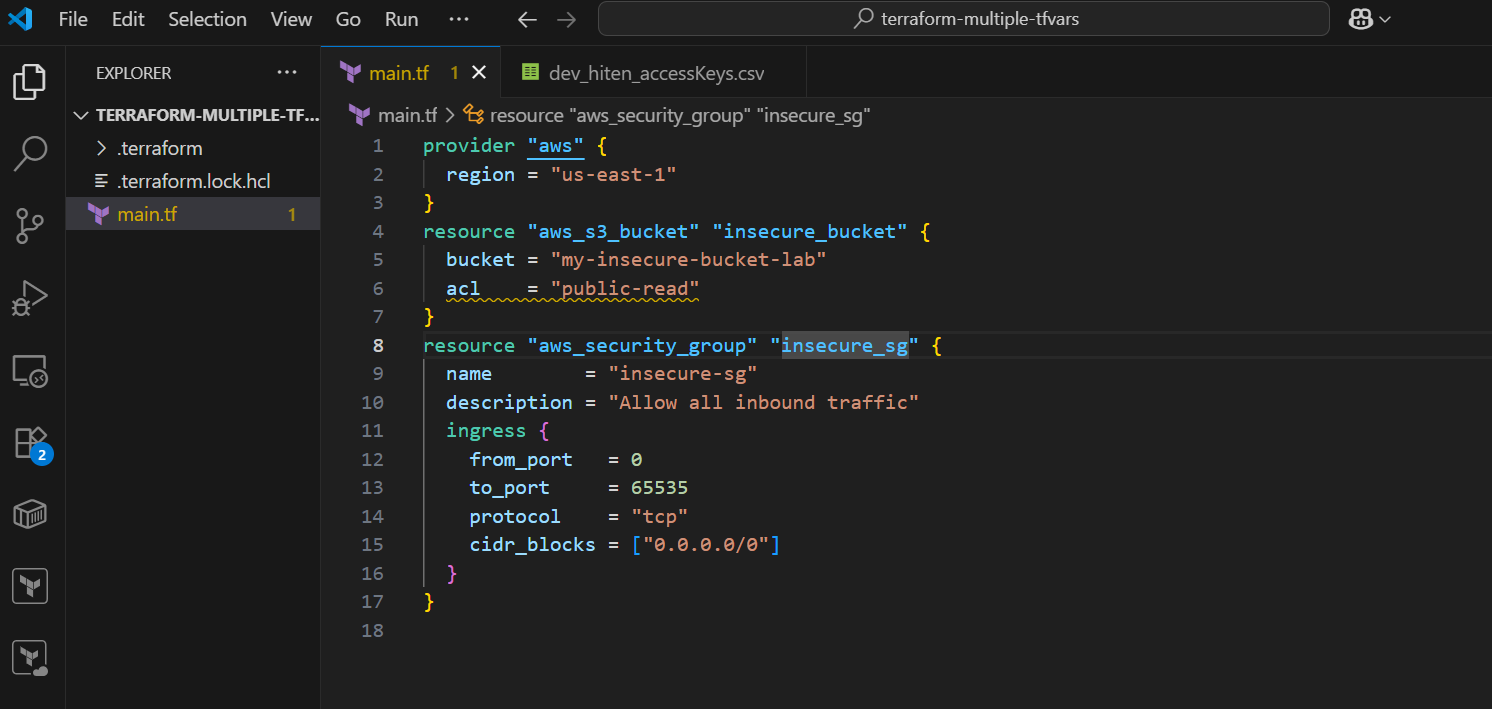 File Edit Selection View Go Run ··· terraform-multiple-tfvars
EXPLORER ···
TERRAFORM-MULTIPLE-TF...
.terraform
.terraform.lock.hcl
main.tf 1
2
main.tf 1
dev_hiten_accessKeys.csv
main.tf > resource "aws_security_group" "insecure_sg"
1 provider "aws" {
2   region = "us-east-1"
3 }
4 resource "aws_s3_bucket" "insecure_bucket" {
5   bucket = "my-insecure-bucket-lab"
6   acl    = "public-read"
7 }
8 resource "aws_security_group" "insecure_sg" {
9   name        = "insecure-sg"
10   description = "Allow all inbound traffic"
11   ingress {
12     from_port   = 0
13     to_port     = 65535
14     protocol    = "tcp"
15     cidr_blocks = ["0.0.0.0/0"]
16   }
17 }
18